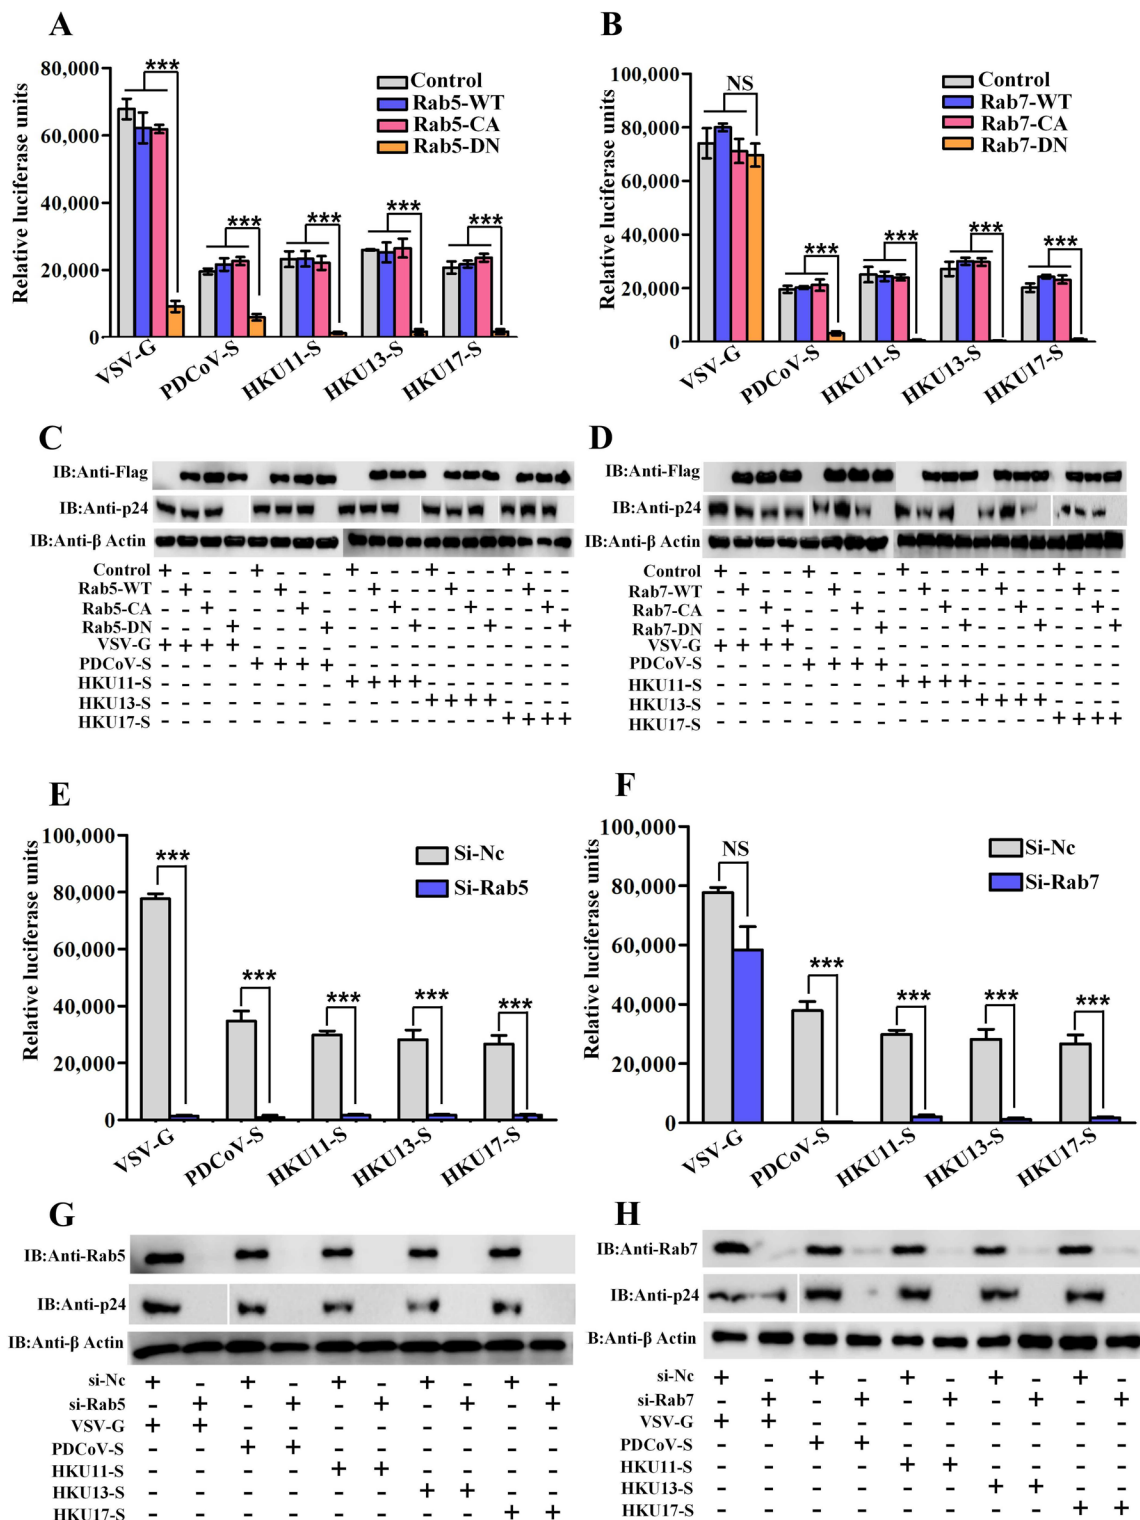 A
Relative luciferase units
80,000
60,000
40,000
20,000
0
Control
Rab5-WT
Rab5-CA
Rab5-DN
***
***
***
***
***
VSV-G
PDCoV-S
HKU11-S
HKU13-S
HKU17-S
B
Relative luciferase units
100,000
80,000
60,000
40,000
20,000
0
Control
Rab7-WT
Rab7-CA
Rab7-DN
NS
***
***
***
***
VSV-G
PDCoV-S
HKU11-S
HKU13-S
HKU17-S
C
IB:Anti-Flag
IB:Anti-p24
IB:Anti-β Actin
Control + - - - + - - - + - - - + - - - + - - -
Rab5-WT - + - - - + - - - + - - - + - - - + - -
Rab5-CA - - + - - - + - - - + - - - + - - - + -
Rab5-DN - - - + - - - + - - - + - - - + - - - +
VSV-G + + + + - - - - - - - - - - - - - - - -
PDCoV-S - - - - + + + + - - - - - - - - - - - -
HKU11-S - - - - - - - - + + + + - - - - - - - -
HKU13-S - - - - - - - - - - - - + + + + - - - -
HKU17-S - - - - - - - - - - - - - - - - + + + +
D
IB:Anti-Flag
IB:Anti-p24
IB:Anti-β Actin
Control + - - - + - - - + - - - + - - - + - - -
Rab7-WT - + - - - + - - - + - - - + - - - + - -
Rab7-CA - - + - - - + - - - + - - - + - - - + -
Rab7-DN - - - + - - - + - - - + - - - + - - - +
VSV-G + + + + - - - - - - - - - - - - - - - -
PDCoV-S - - - - + + + + - - - - - - - - - - - -
HKU11-S - - - - - - - - + + + + - - - - - - - -
HKU13-S - - - - - - - - - - - - + + + + - - - -
HKU17-S - - - - - - - - - - - - - - - - + + + +
E
Relative luciferase units
100,000
80,000
60,000
40,000
20,000
0
Si-Nc
Si-Rab5
***
***
***
***
***
VSV-G
PDCoV-S
HKU11-S
HKU13-S
HKU17-S
F
Relative luciferase units
100,000
80,000
60,000
40,000
20,000
0
Si-Nc
Si-Rab7
NS
***
***
***
***
VSV-G
PDCoV-S
HKU11-S
HKU13-S
HKU17-S
G
IB:Anti-Rab5
IB:Anti-p24
IB:Anti-β Actin
si-Nc + - + - + - + - + -
si-Rab5 - + - + - + - + - +
VSV-G + + - - - - - - - -
PDCoV-S - - + + - - - - - -
HKU11-S - - - - + + - - - -
HKU13-S - - - - - - + + - -
HKU17-S - - - - - - - - + +
H
IB:Anti-Rab7
IB:Anti-p24
B:Anti-β Actin
si-Nc + - + - + - + - + -
si-Rab7 - + - + - + - + - +
VSV-G + + - - - - - - - -
PDCoV-S - - + + - - - - - -
HKU11-S - - - - + + - - - -
HKU13-S - - - - - - + + - -
HKU17-S - - - - - - - - + +